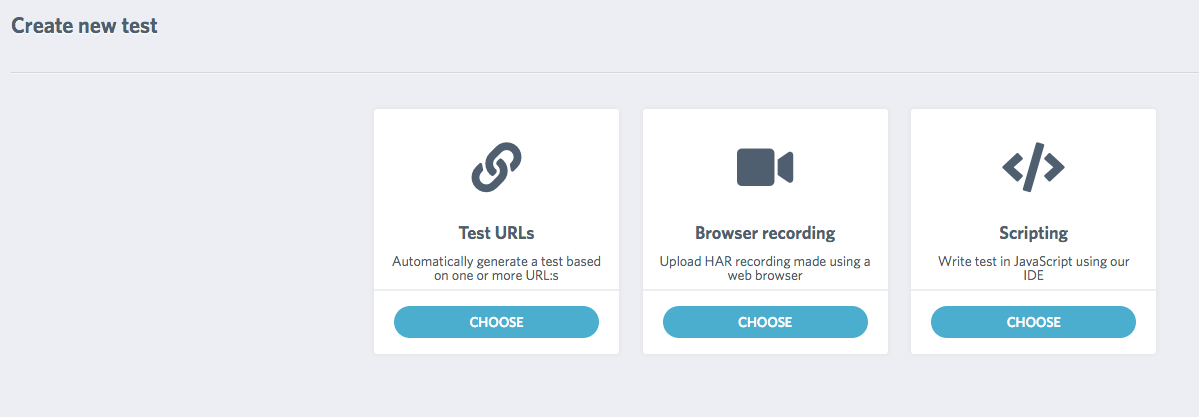 Create new test
Test URLs
Automatically generate a test based
on one or more URL:s
CHOOSE
Browser recording
Upload HAR recording made using a
web browser
CHOOSE
Scripting
Write test in JavaScript using our
IDE
CHOOSE